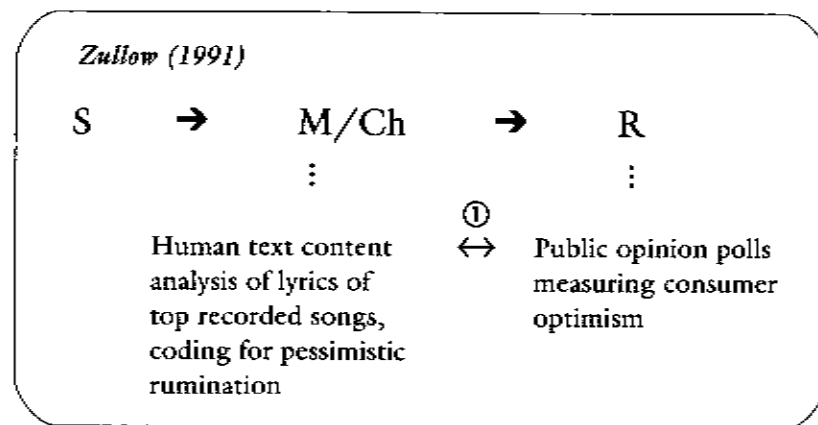 Zullow (1991)
S → M/Ch → R
⋮ ⋮
①
Human text content ↔ Public opinion polls
analysis of lyrics of measuring consumer
top recorded songs, optimism
coding for pessimistic
rumination